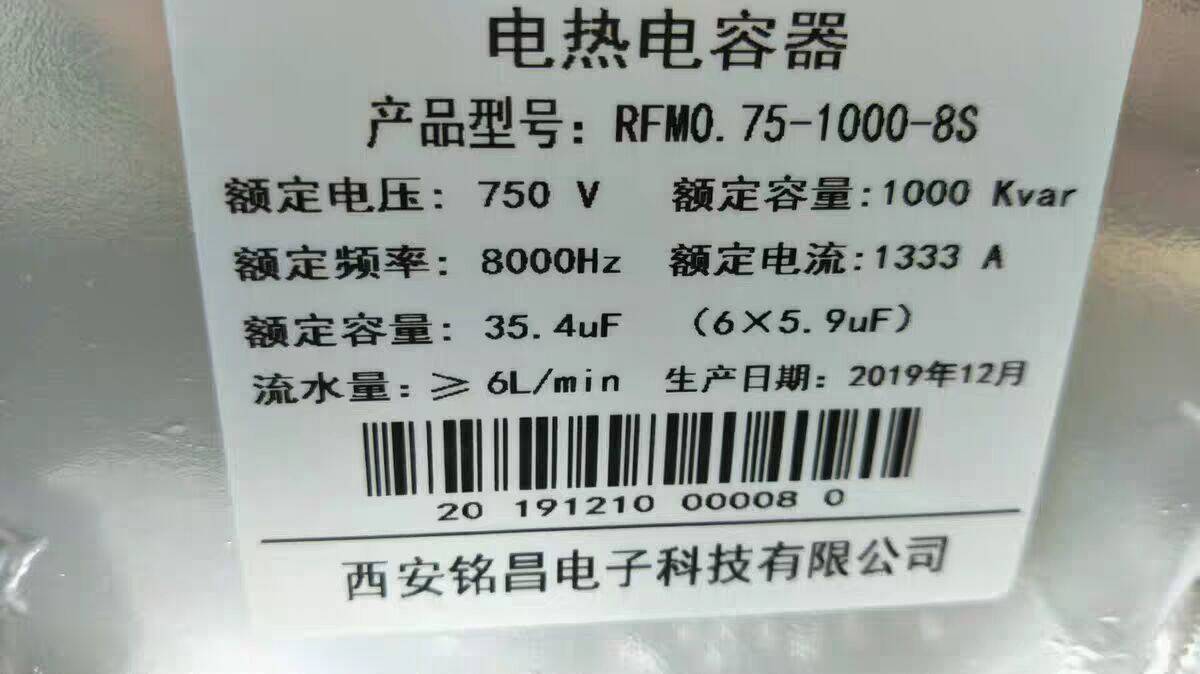 电热电容器
产品型号：RFM0.75-1000-8S
额定电压：750 V 额定容量:1000 Kvar
额定频率：8000Hz 额定电流:1333 A
额定容量：35.4uF （6×5.9uF）
流水量：≥ 6L/min 生产日期：2019年12月
20 191210 00008 0
西安铭昌电子科技有限公司